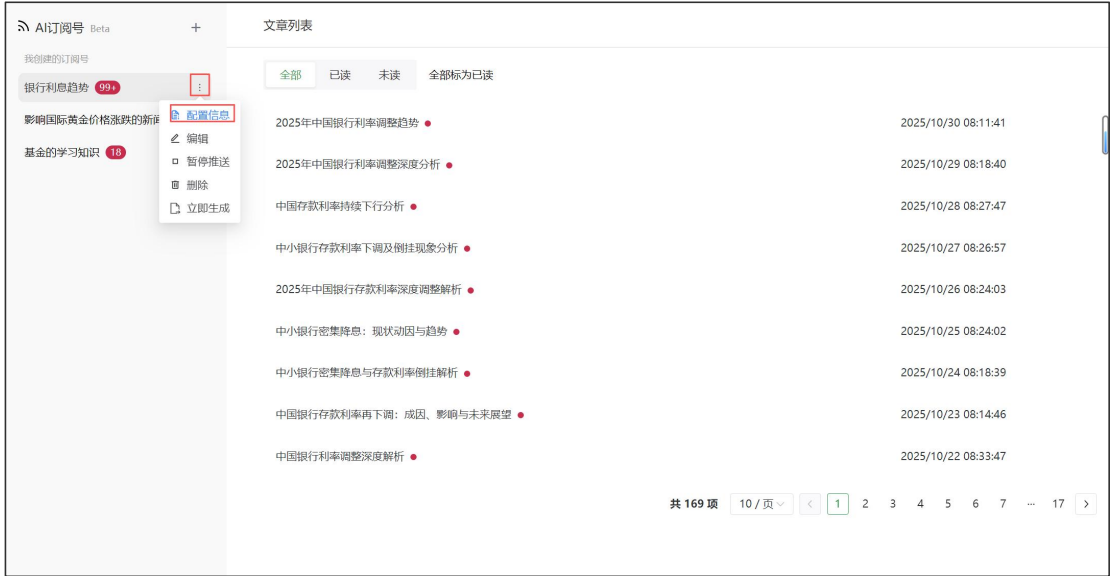 AI订阅号 Beta +
我创建的订阅号
银行利息趋势 99+
影响国际黄金价格涨跌的新闻
基金的学习知识 18
配置信息
编辑
暂停推送
删除
立即生成
文章列表
全部 已读 未读 全部标为已读
2025年中国银行利率调整趋势 2025/10/30 08:11:41
2025年中国银行利率调整深度分析 2025/10/29 08:18:40
中国存款利率持续下行分析 2025/10/28 08:27:47
中小银行存款利率下调及倒挂现象分析 2025/10/27 08:26:57
2025年中国银行存款利率深度调整解析 2025/10/26 08:24:03
中小银行密集降息：现状动因与趋势 2025/10/25 08:24:02
中小银行密集降息与存款利率倒挂解析 2025/10/24 08:18:39
中国银行存款利率再下调：成因、影响与未来展望 2025/10/23 08:14:46
中国银行利率调整深度解析 2025/10/22 08:33:47
共 169 项 10 / 页 < 1 2 3 4 5 6 7 ··· 17 >